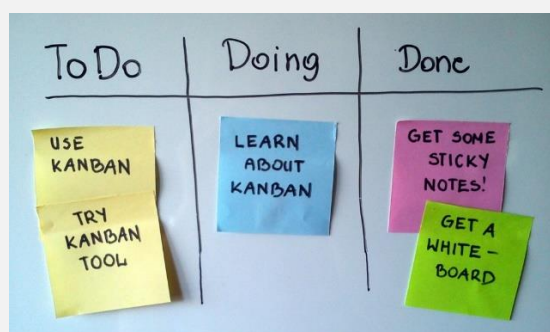 To Do
Doing
Done
USE
KANBAN
TRY
KANBAN
TOOL
LEARN
ABOUT
KANBAN
GET SOME
STICKY
NOTES!
GET A
WHITE-
BOARD